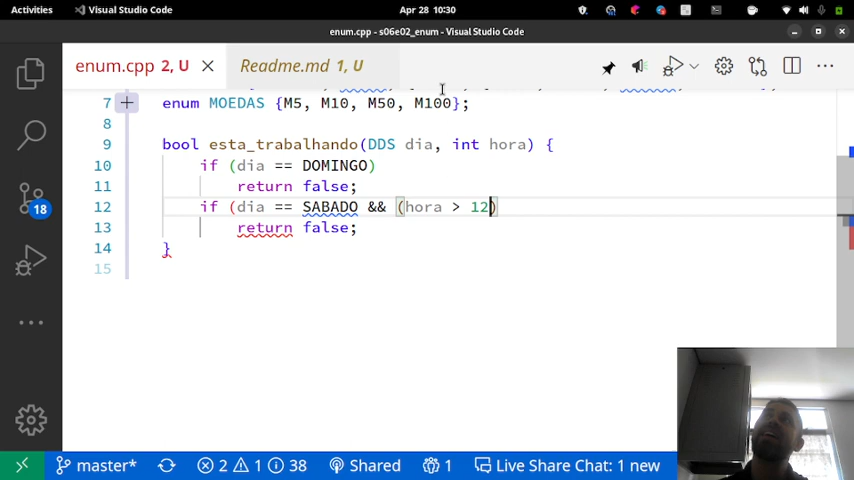 Activities Visual Studio Code Apr 28 10:30
enum.cpp - s06e02_enum - Visual Studio Code
enum.cpp 2, U Readme.md 1, U
7 enum MOEDAS {M5, M10, M50, M100};
8
9 bool esta_trabalhando(DDS dia, int hora) {
10 if (dia == DOMINGO)
11 return false;
12 if (dia == SABADO && (hora > 12)
13 return false;
14 }
15
18
master* 2 1 38 Shared 1 Live Share Chat: 1 new